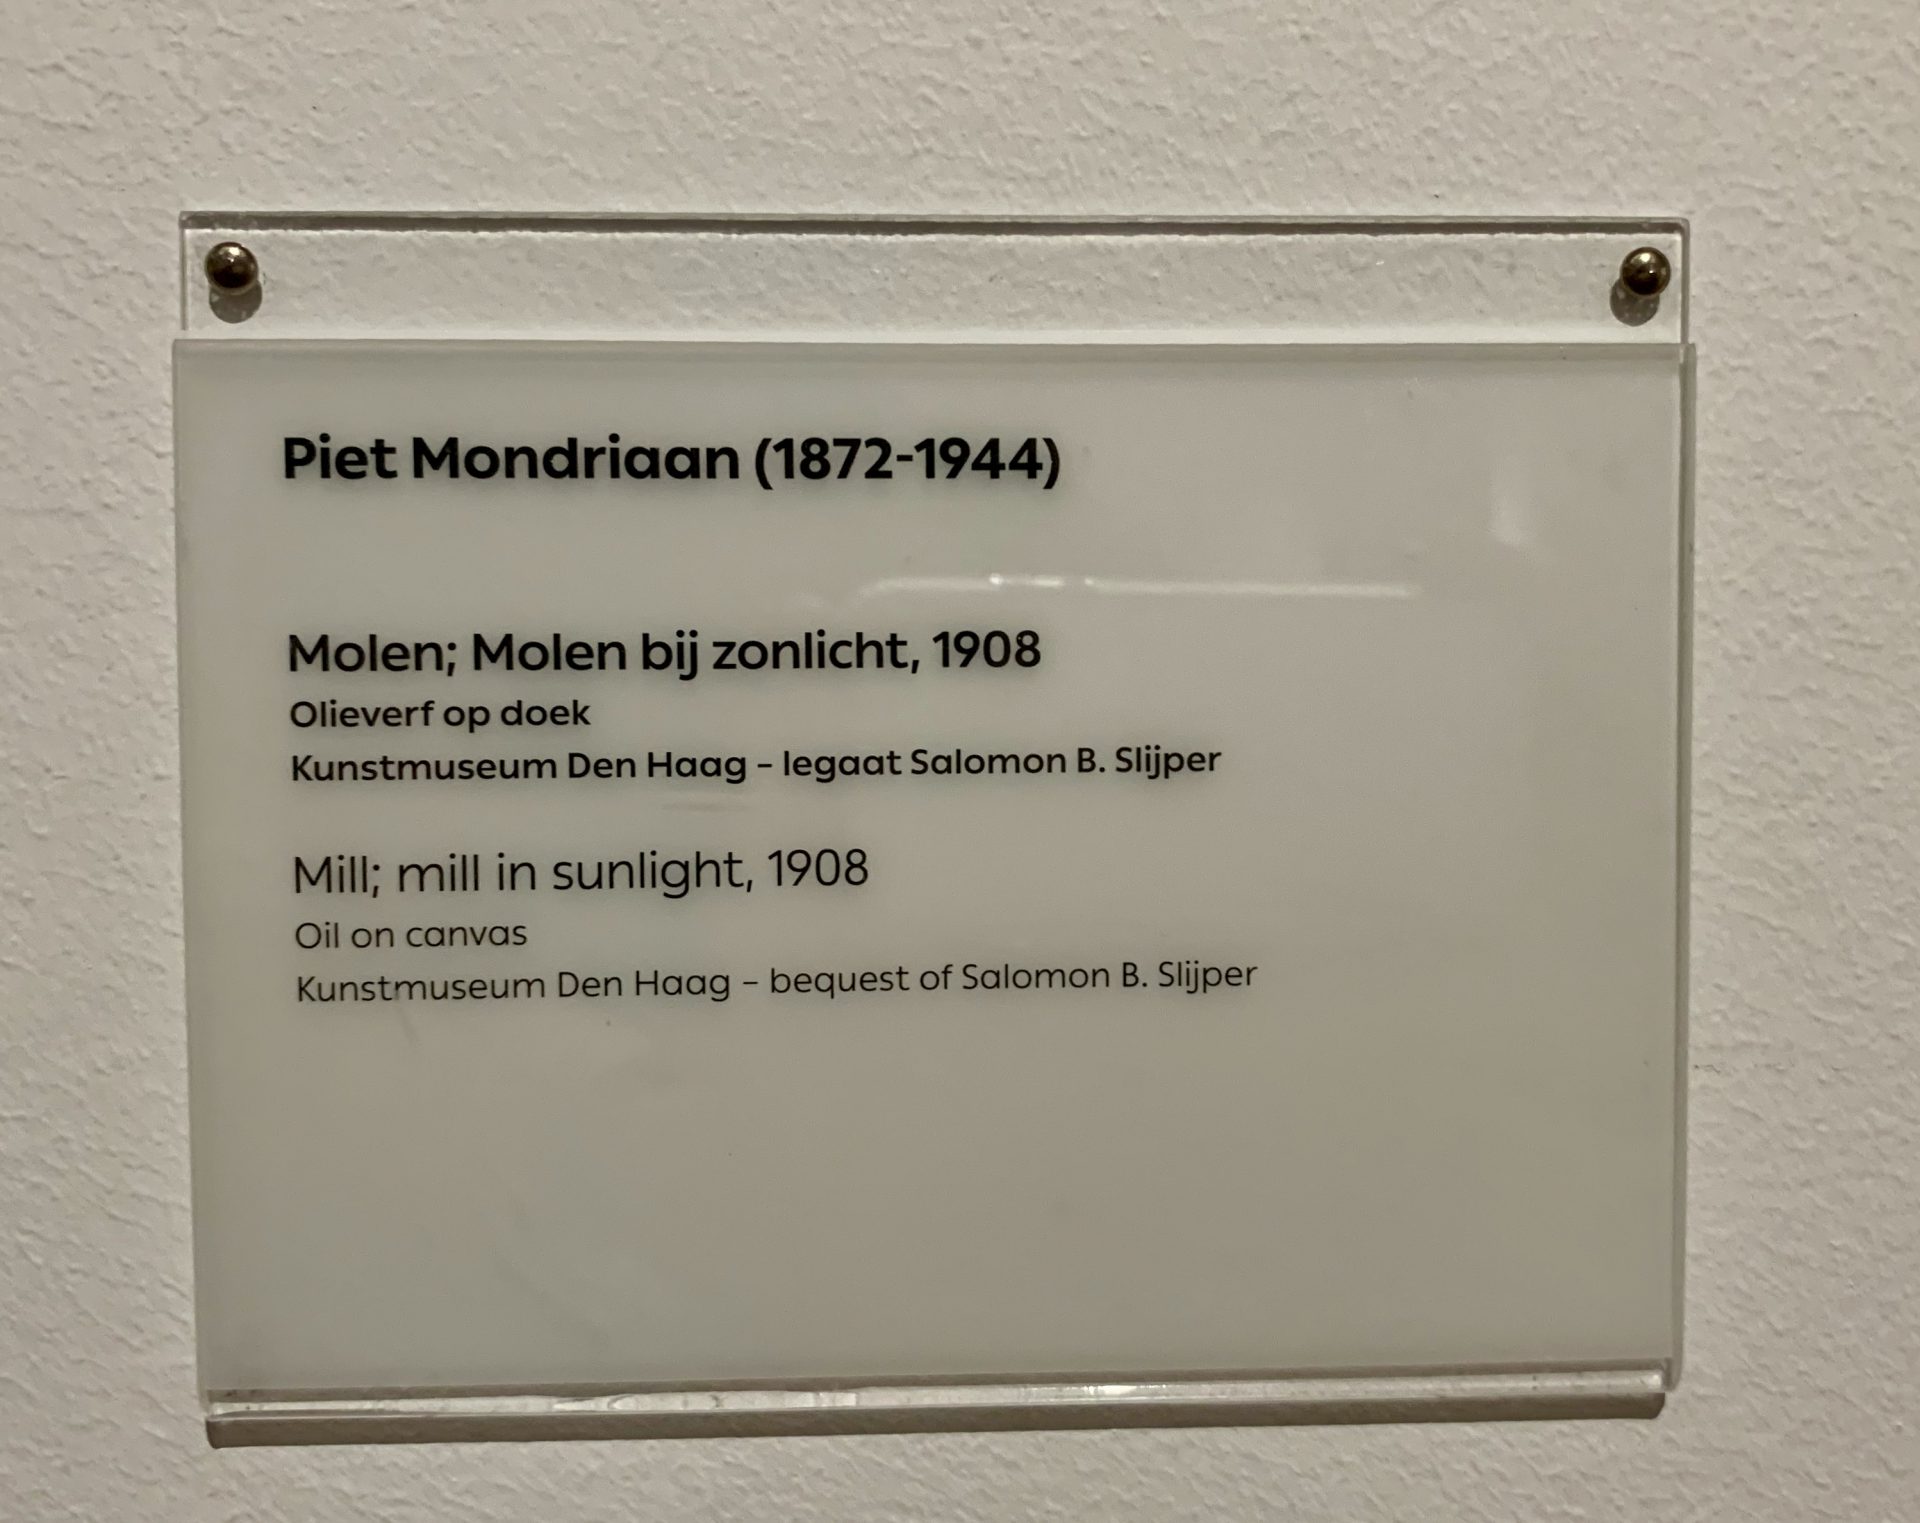 Piet Mondriaan (1872-1944)
Molen; Molen bij zonlicht, 1908
Olieverf op doek
Kunstmuseum Den Haag – legaat Salomon B. Slijper
Mill; mill in sunlight, 1908
Oil on canvas
Kunstmuseum Den Haag – bequest of Salomon B. Slijper